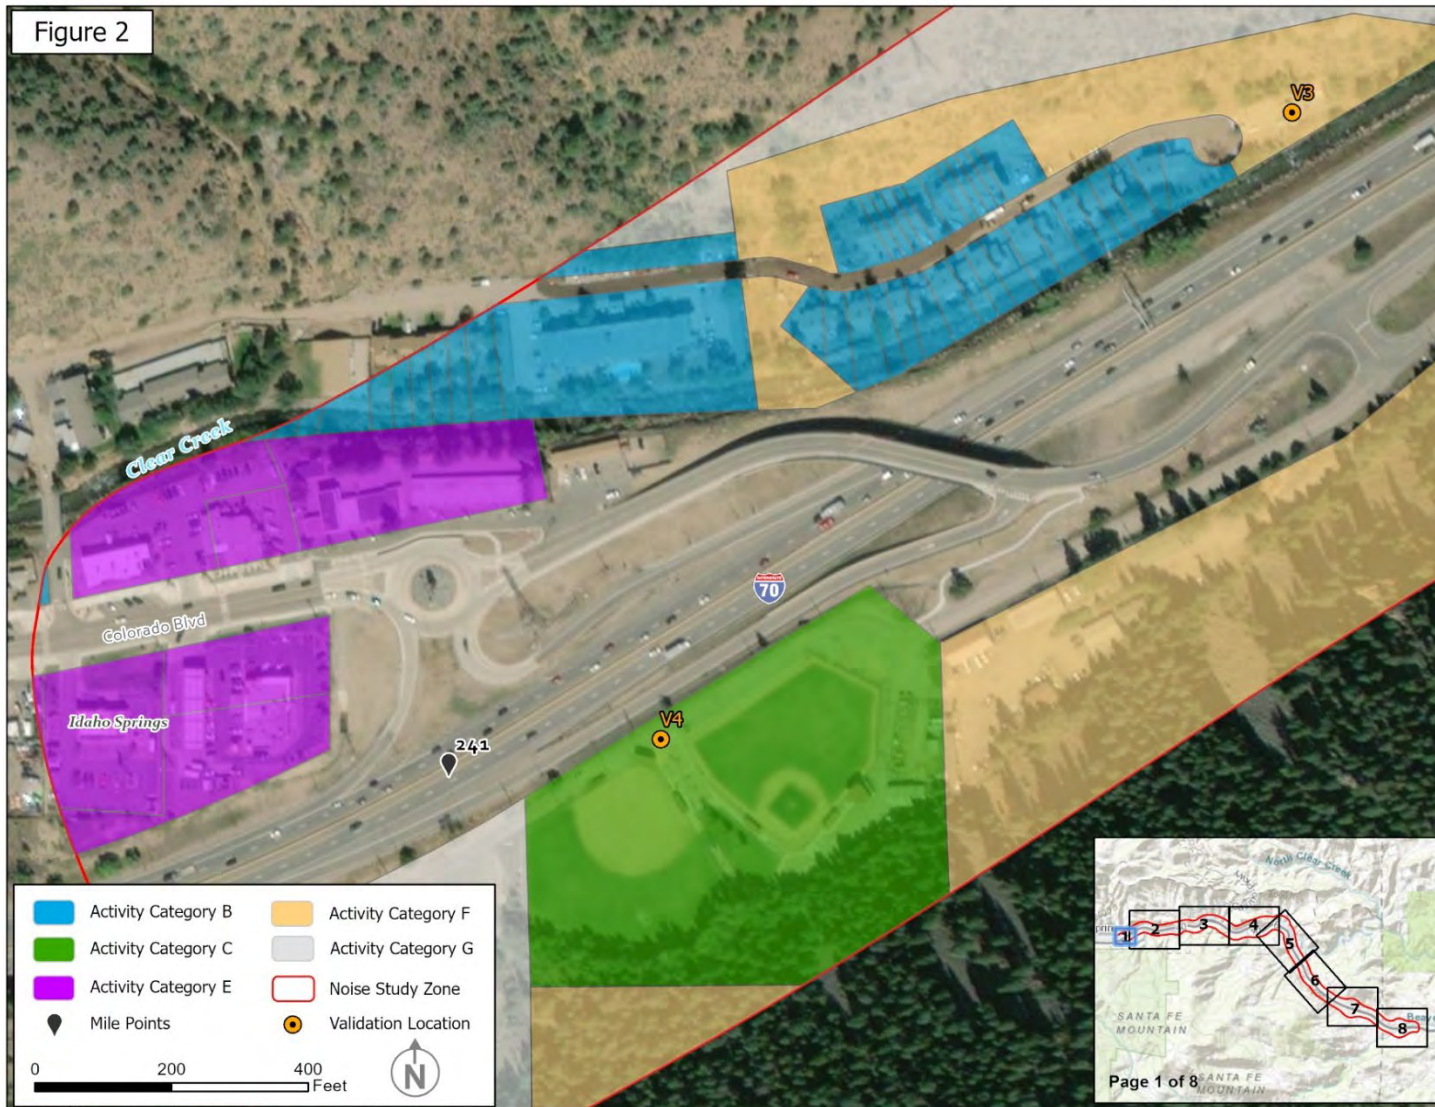 Figure 2
V3
Clear Creek
70
Colorado Blvd
Idaho Springs
V4
241
Activity Category B
Activity Category C
Activity Category E
Mile Points
Activity Category F
Activity Category G
Noise Study Zone
Validation Location
0 200 400
Feet
N
North Clear Creek
1 2 3 4 5 6 7 8
SANTA FE
MOUNTAIN
SANTA FE
MOUNTAIN
Page 1 of 8